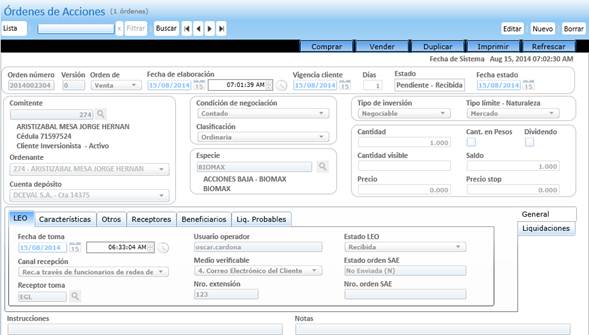 Órdenes de Acciones (1 órdenes)
Lista x Filtrar Buscar Editar Nuevo Borrar
Comprar Vender Duplicar Imprimir Refrescar
Fecha de Sistema Aug 15, 2014 07:02:30 AM
Orden número Versión Orden de Fecha de elaboración Vigencia cliente Días Estado Fecha estado
2014002304 0 Venta 15/08/2014 15 07:01:39 AM 15/08/2014 15 1 Pendiente - Recibida 15/08/2014 15
Comitente
274
ARISTIZABAL MESA JORGE HERNAN
Cédula 71597524
Cliente Inversionista - Activo
Ordenante
274 - ARISTIZABAL MESA JORGE HERNAN
Cuenta depósito
DCEVAL S.A. - Cta 14375
Condición de negociación
Contado
Clasificación
Ordinaria
Especie
BIOMAX
ACCIONES BAJA - BIOMAX
BIOMAX
Tipo de inversión Tipo límite - Naturaleza
Negociable Mercado
Cantidad Cant. en Pesos Dividendo
1.000
Cantidad visible Saldo
1.000
Precio Precio stop
0.000 0.000
LEO Características Otros Receptores Beneficiarios Liq. Probables
General
Liquidaciones
Fecha de toma Usuario operador Estado LEO
15/08/2014 15 06:33:04 AM oscar.cardona Recibida
Canal recepción Medio verificable Estado orden SAE
Rec.a través de funcionarios de redes de 4. Correo Electrónico del Cliente No Enviada (N)
Receptor toma Nro. extensión Nro. orden SAE
EGL 123
Instrucciones Notas